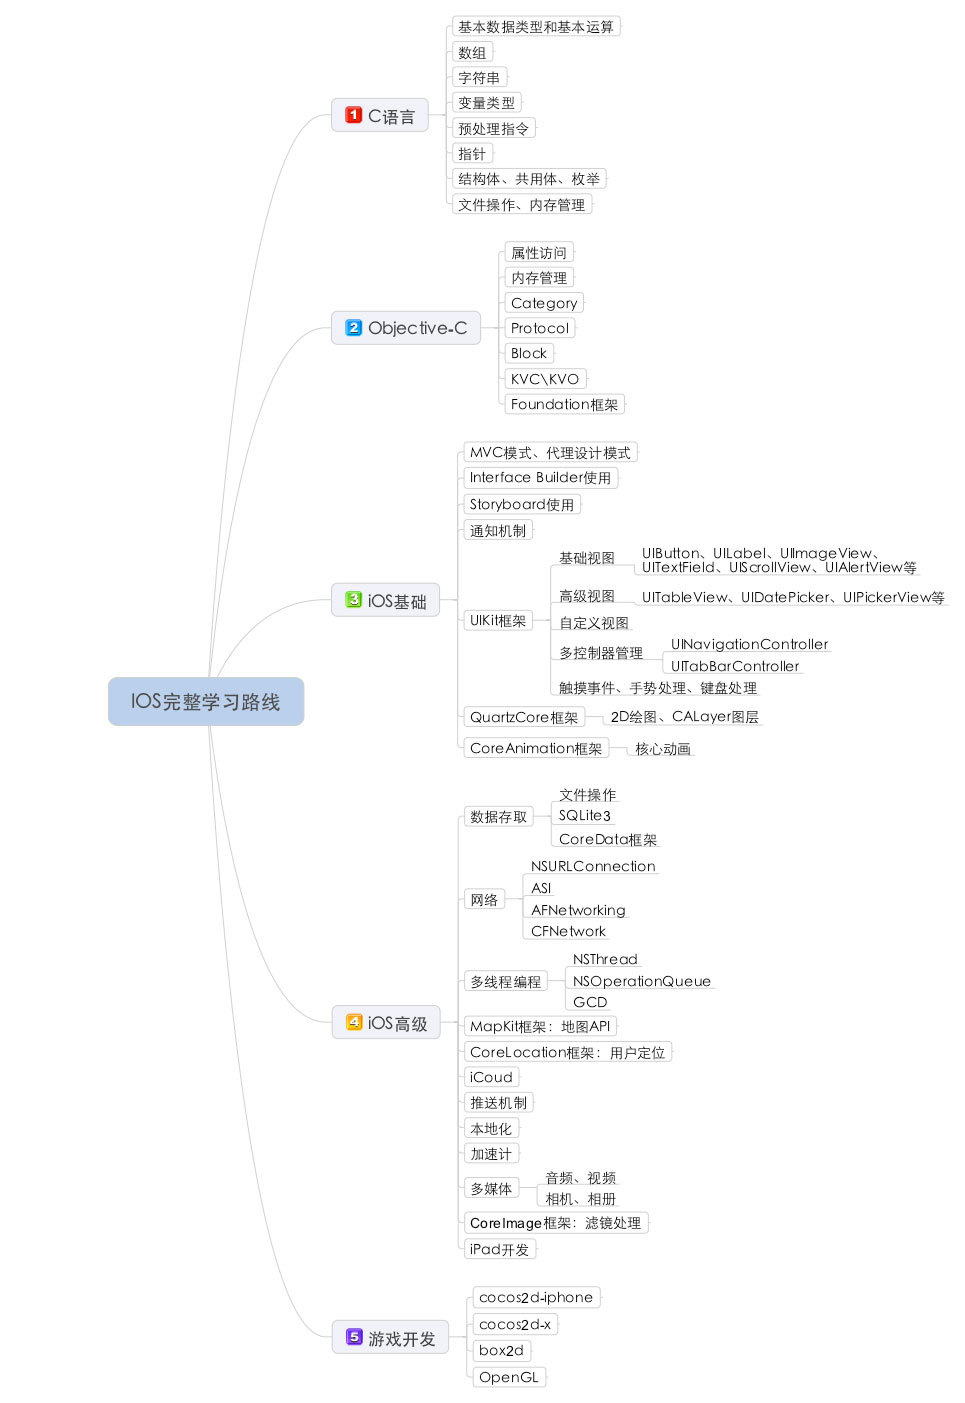 IOS完整学习路线
1 C语言
基本数据类型和基本运算
数组
字符串
变量类型
预处理指令
指针
结构体、共用体、枚举
文件操作、内存管理
2 Objective-C
属性访问
内存管理
Category
Protocol
Block
KVC\KVO
Foundation框架
3 iOS基础
MVC模式、代理设计模式
Interface Builder使用
Storyboard使用
通知机制
UIKit框架
基础视图
UIButton、UILabel、UIImageView、
UITextField、UIScrollView、UIAlertView等
高级视图
UITableView、UIDatePicker、UIPickerView等
自定义视图
多控制器管理
UINavigationController
UITabBarController
触摸事件、手势处理、键盘处理
QuartzCore框架
2D绘图、CALayer图层
CoreAnimation框架
核心动画
4 iOS高级
数据存取
文件操作
SQLite3
CoreData框架
网络
NSURLConnection
ASI
AFNetworking
CFNetwork
多线程编程
NSThread
NSOperationQueue
GCD
MapKit框架：地图API
CoreLocation框架：用户定位
iCoud
推送机制
本地化
加速计
多媒体
音频、视频
相机、相册
CoreImage框架：滤镜处理
iPad开发
5 游戏开发
cocos2d-iphone
cocos2d-x
box2d
OpenGL